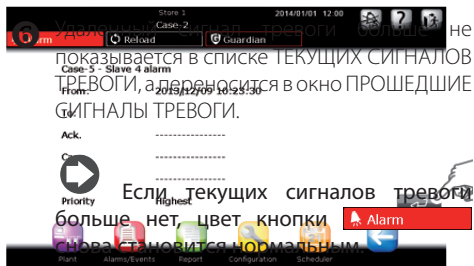 Store 1
2014/01/01 12:00
Case-2
6 Удаленный сигнал тревоги больше не
Reload
Guardian
показывается в списке ТЕКУЩИХ СИГНАЛОВ
Case-5 - Slave 4 alarm
ТРЕВОГИ, а переносится в окно ПРОШЕДШИЕ
From: 2013/12/09 10:23:30
СИГНАЛЫ ТРЕВОГИ.
To:
Ack. ----------------
----------------
Если текущих сигналов тревоги
Priority Highest
больше нет, цвет кнопки Alarm
снова становится нормальным.
Plant Alarms/Events Report Configuration Scheduler